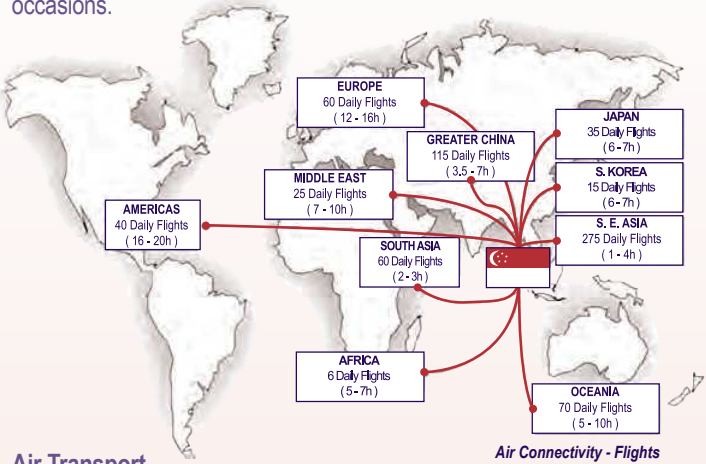 occasions.
EUROPE
60 Daily Flights
( 12 - 16h )
JAPAN
35 Daily Flights
( 6 - 7h )
GREATER CHINA
115 Daily Flights
( 3.5 - 7h )
MIDDLE EAST
25 Daily Flights
( 7 - 10h )
S. KOREA
15 Daily Flights
( 6 - 7h )
AMERICAS
40 Daily Flights
( 16 - 20h )
S. E. ASIA
275 Daily Flights
( 1 - 4h )
SOUTH ASIA
60 Daily Flights
( 2 - 3h )
AFRICA
6 Daily Flights
( 5 - 7h )
OCEANIA
70 Daily Flights
( 5 - 10h )
Air Connectivity - Flights
Air Transport